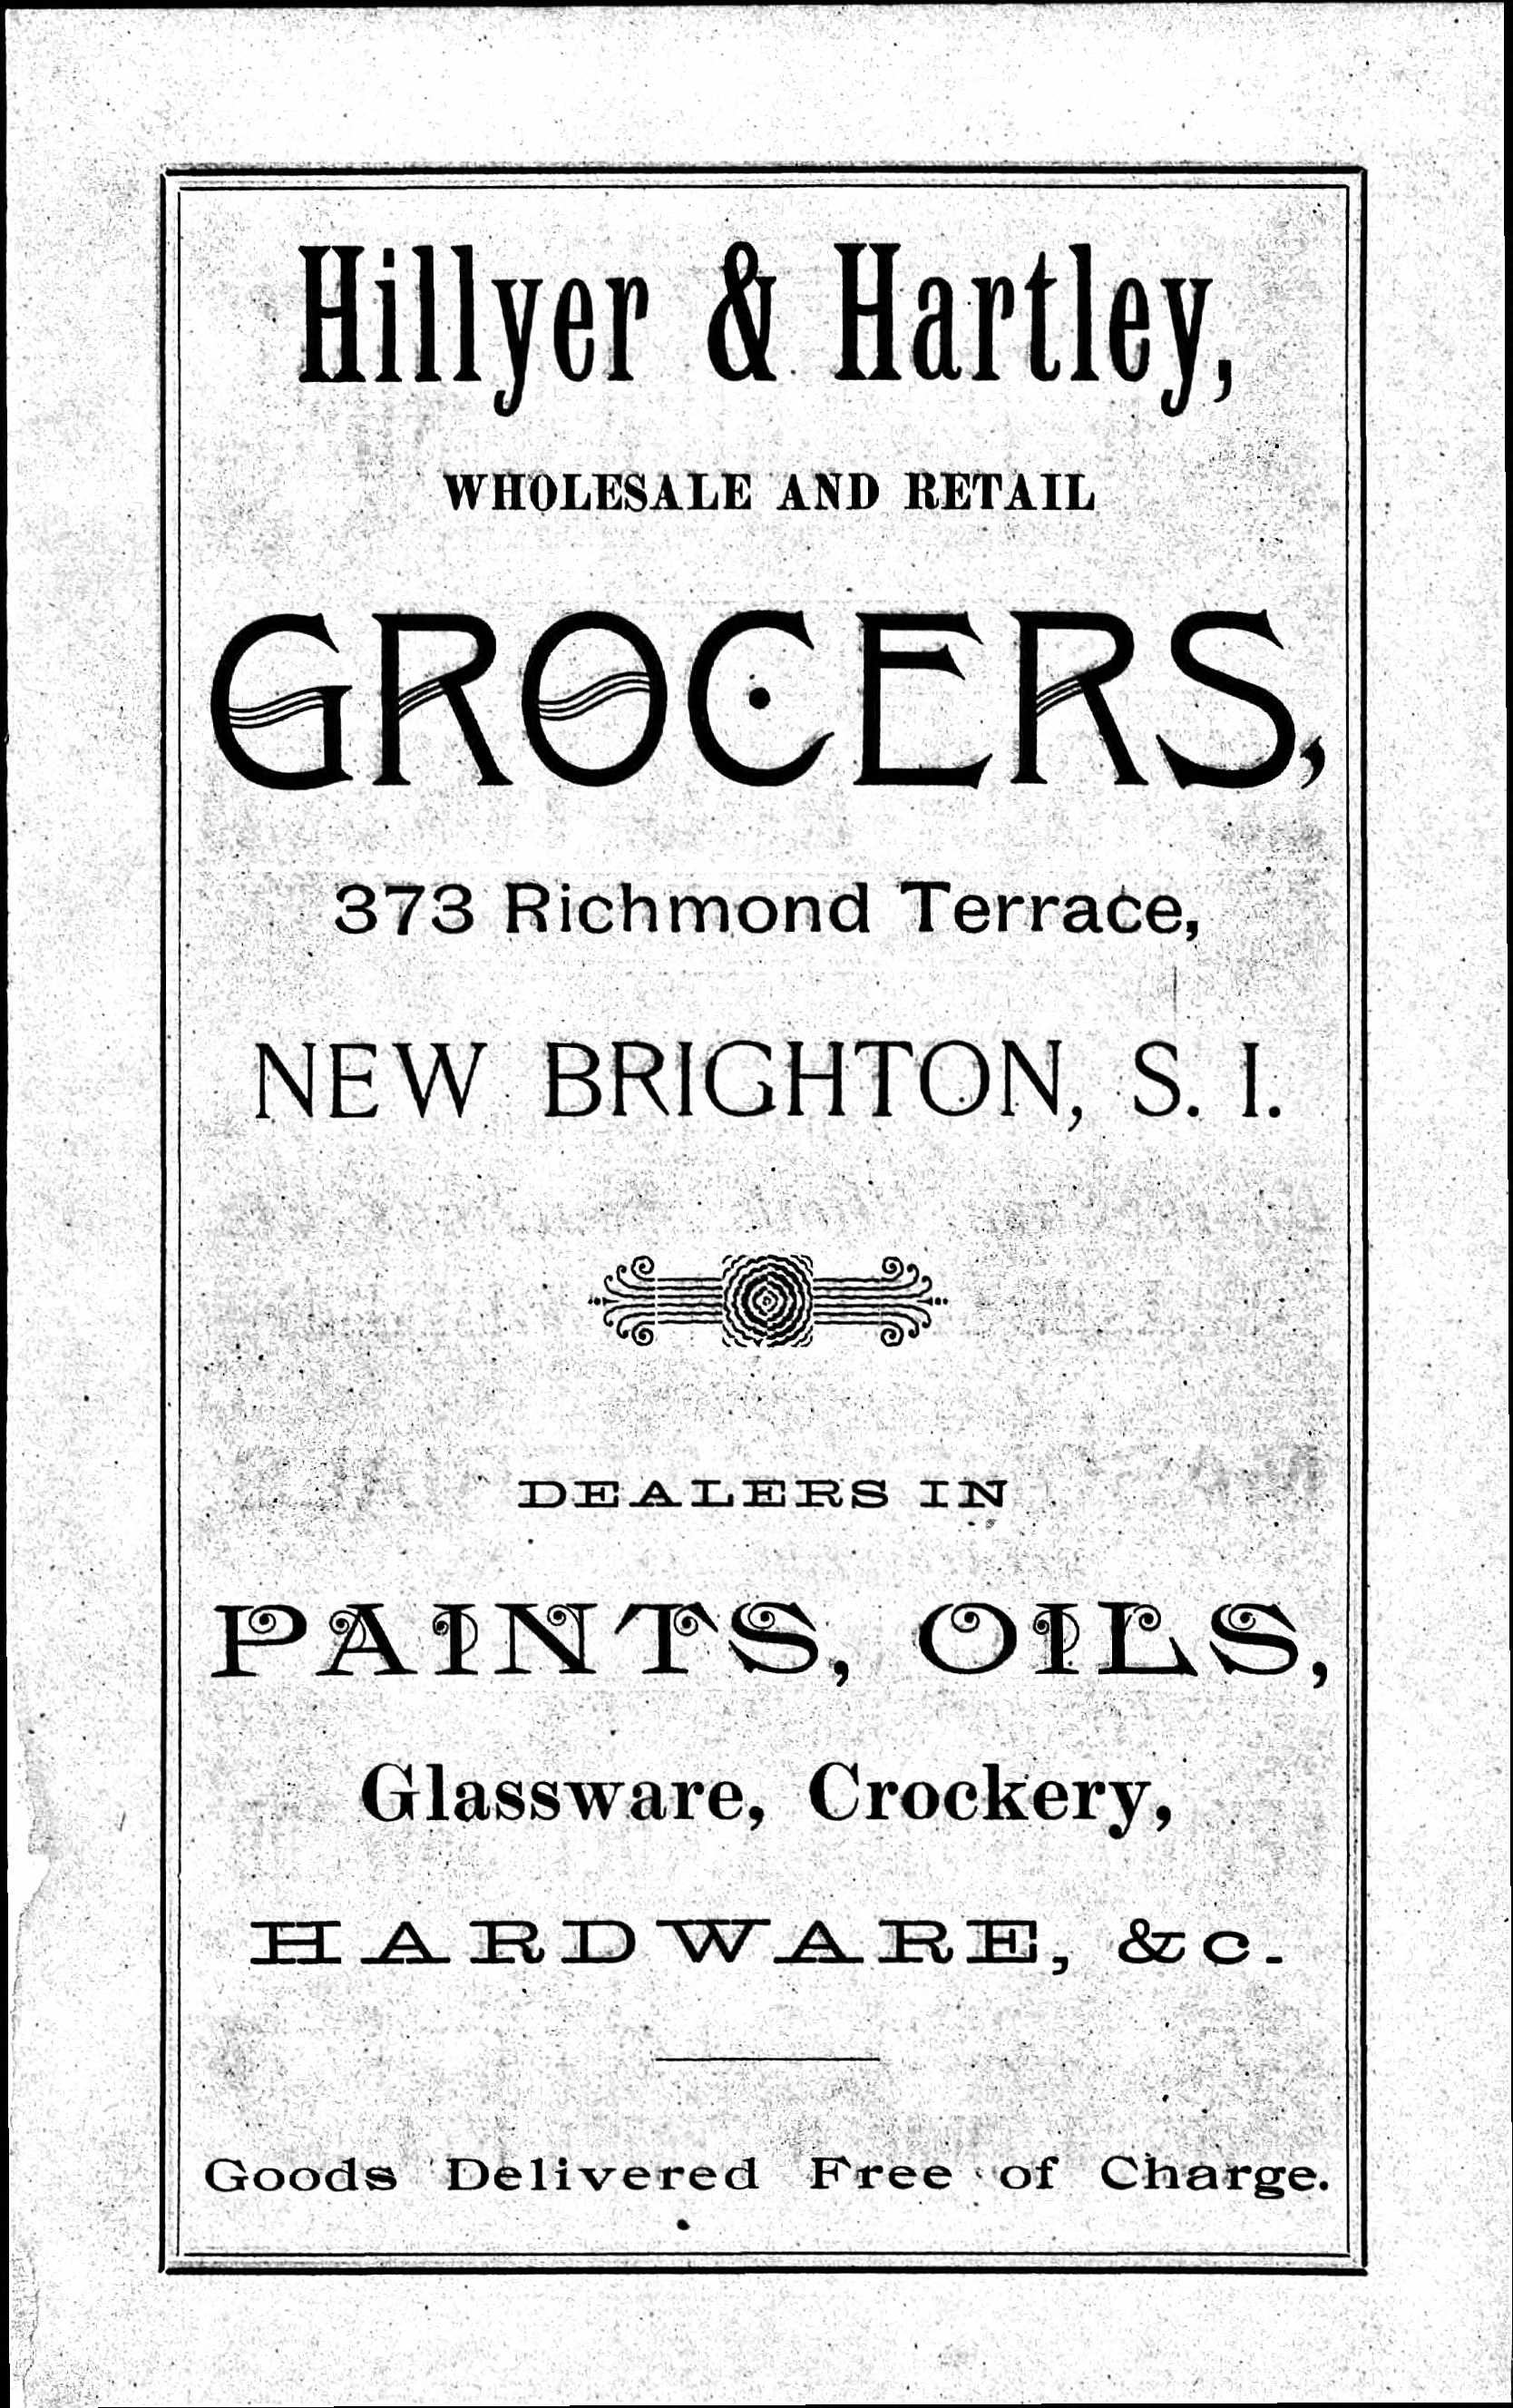 Hillyer & Hartley,
WHOLESALE AND RETAIL
GROCERS,
373 Richmond Terrace,
NEW BRIGHTON, S. I.
DEALERS IN
PAINTS, OILS,
Glassware, Crockery,
HARDWARE, &c.
Goods Delivered Free of Charge.